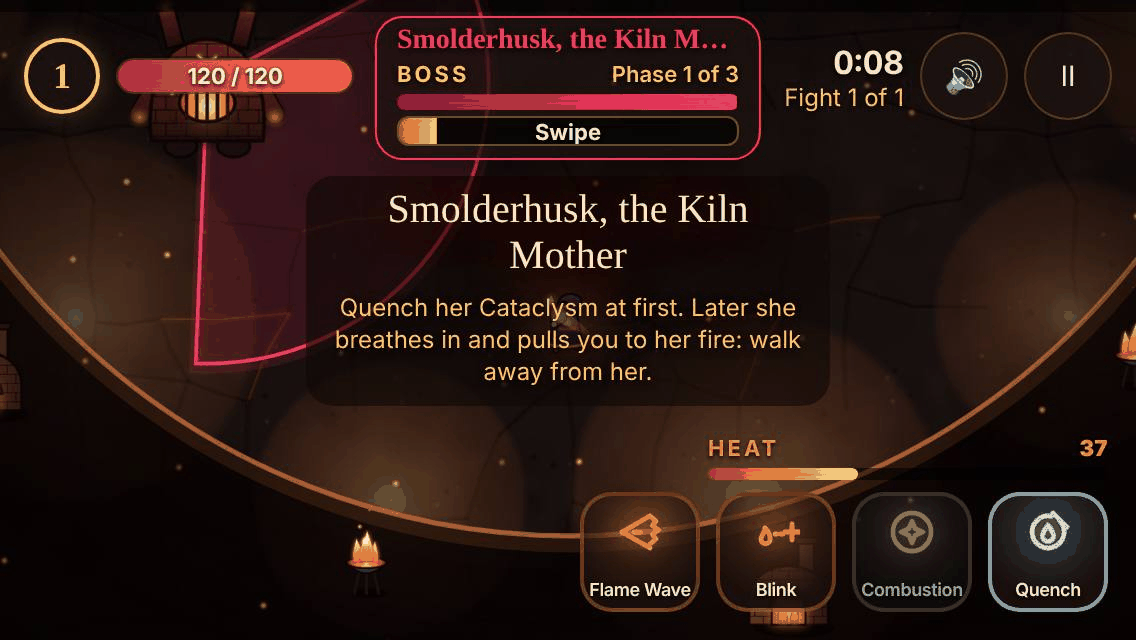 1
120 / 120
Smolderhusk, the Kiln M...
BOSS
Phase 1 of 3
Swipe
0:08
Fight 1 of 1
Smolderhusk, the Kiln
Mother
Quench her Cataclysm at first. Later she
breathes in and pulls you to her fire: walk
away from her.
HEAT
37
Flame Wave
Blink
Combustion
Quench